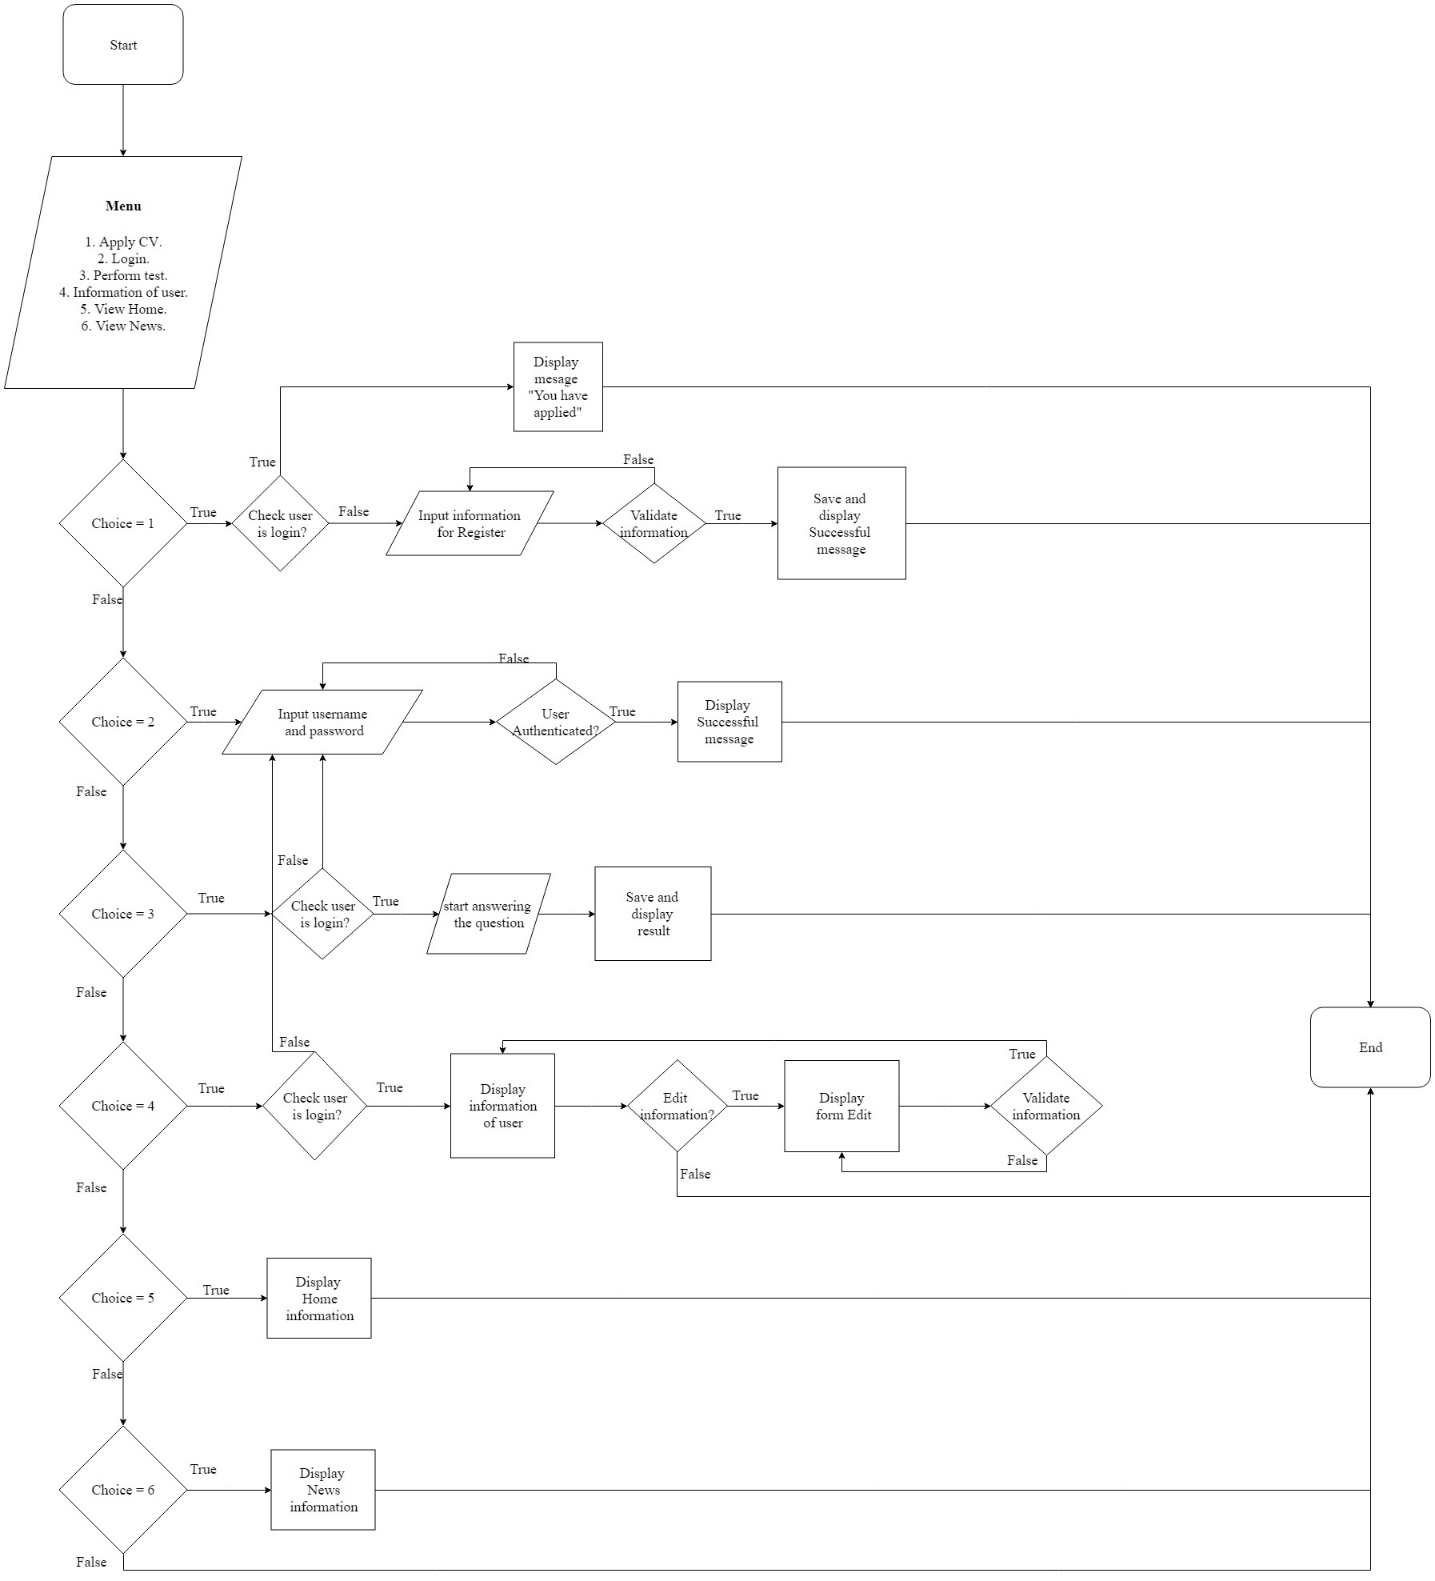 Start
Menu
1. Apply CV.
2. Login.
3. Perform test.
4. Information of user.
5. View Home.
6. View News.
Display
mesage
"You have
applied"
True
False
Choice = 1
True
Check user
is login?
False
Input information
for Register
Validate
information
True
Save and
display
Successful
message
False
False
Choice = 2
True
Input username
and password
User
Authenticated?
True
Display
Successful
message
False
False
Choice = 3
True
Check user
is login?
True
start answering
the question
Save and
display
result
False
False
True
End
Choice = 4
True
Check user
is login?
True
Display
information
of user
Edit
information?
True
Display
form Edit
Validate
information
False
False
False
Choice = 5
True
Display
Home
information
False
Choice = 6
True
Display
News
information
False